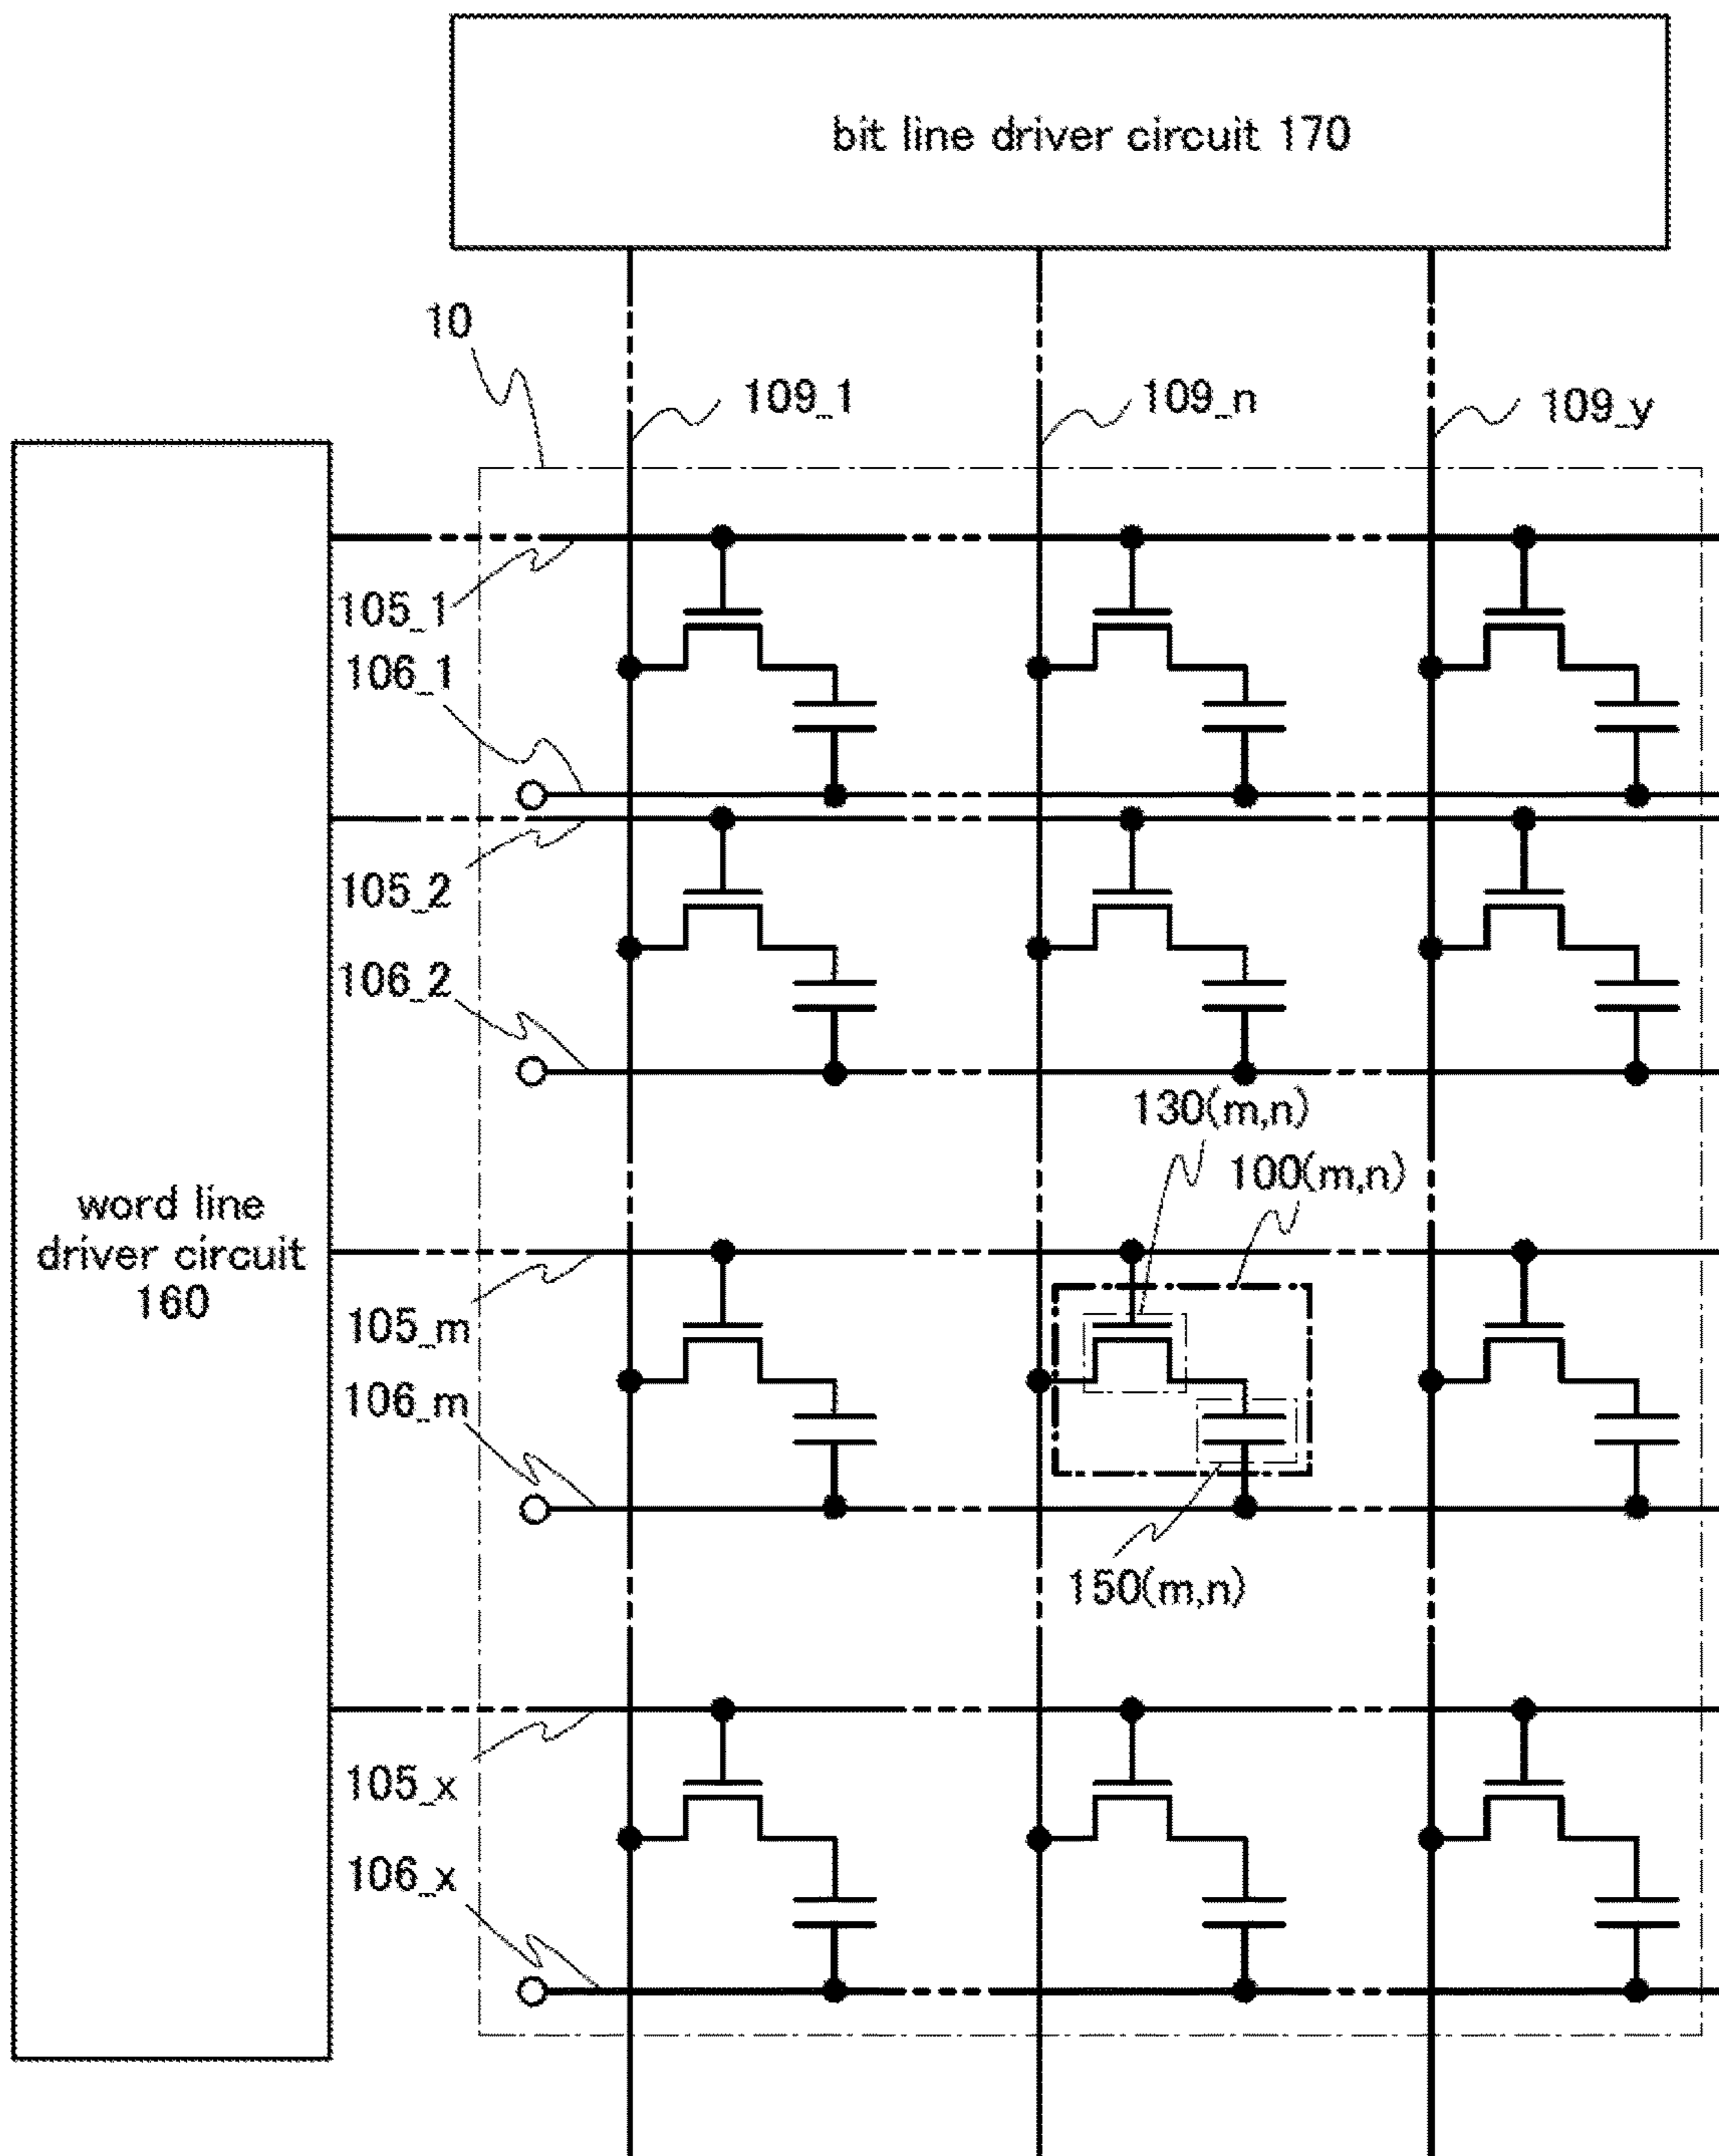 bit line driver circuit 170
10
109_1
109_n
109_y
105_1
106_1
105_2
106_2
130(m,n)
100(m,n)
word line
driver circuit
160
105_m
106_m
150(m,n)
105_x
106_x